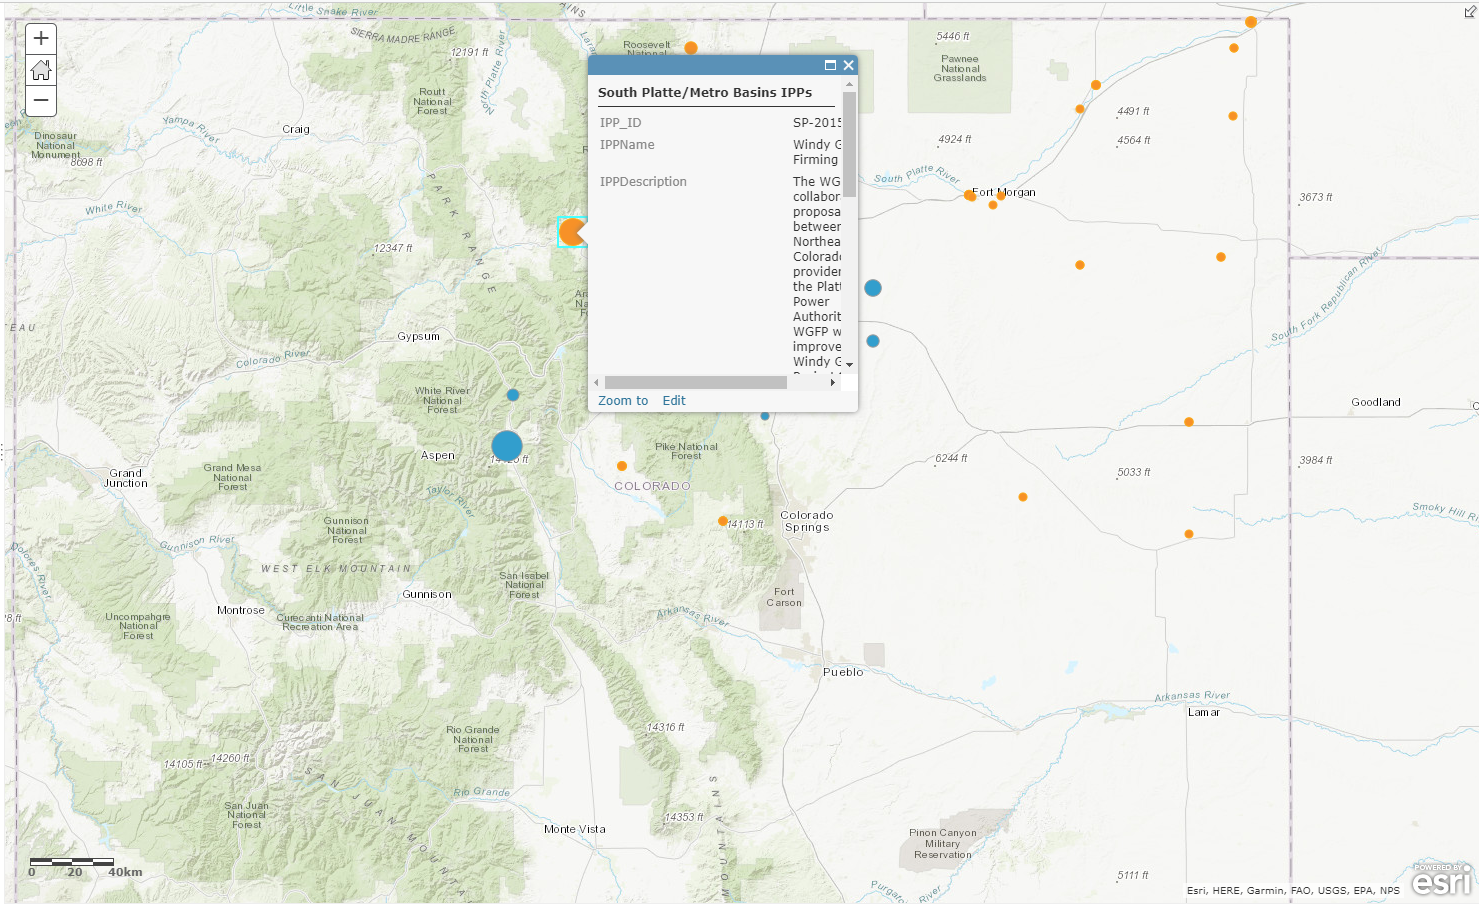 Little Snake River
SIERRA MADRE RANGE
12191 ft
North Platte River
Roosevelt
National
5446 ft
Pawnee
National
Grasslands
Routt
National
Forest
Yampa River
Craig
Dinosaur
National
Monument
8698 ft
White River
PARK RANGE
12347 ft
South Platte/Metro Basins IPPs
IPP_ID
SP-2015
IPPName
Windy G
Firming
IPPDescription
The WG
collabor
proposa
between
Northea
Colorado
provider
the Platt
Power
Authorit
WGFP w
improve
Windy G
Zoom to
Edit
4491 ft
4924 ft
4564 ft
South Platte River
Fort Morgan
3673 ft
South Fork Republican River
EAU
Gypsum
Colorado River
White River
National
Forest
Goodland
Aspen
Grand
Junction
Grand Mesa
National
Forest
Taylor River
Pike National
Forest
COLORADO
6244 ft
5033 ft
3984 ft
Gunnison
National
Forest
14113 ft
Colorado
Springs
Smoky Hill Ri
Dolores River
Gunnison River
WEST ELK MOUNTAIN
San Isabel
National
Forest
Gunnison
Fort
Carson
Montrose
Uncompahgre
National
Forest
Curecanti National
Recreation Area
28 ft
Arkansas River
Pueblo
Arkansas River
Lamar
14316 ft
Rio Grande
National
Forest
14105 ft
14260 ft
SAN JUAN MOUNT
Rio Grande
San Juan
National
Forest
14353 ft
MOUNTAINS
Monte Vista
Pinon Canyon
Military
Reservation
5111 ft
0 20 40km
Esri, HERE, Garmin, FAO, USGS, EPA, NPS
POWERED BY
esri